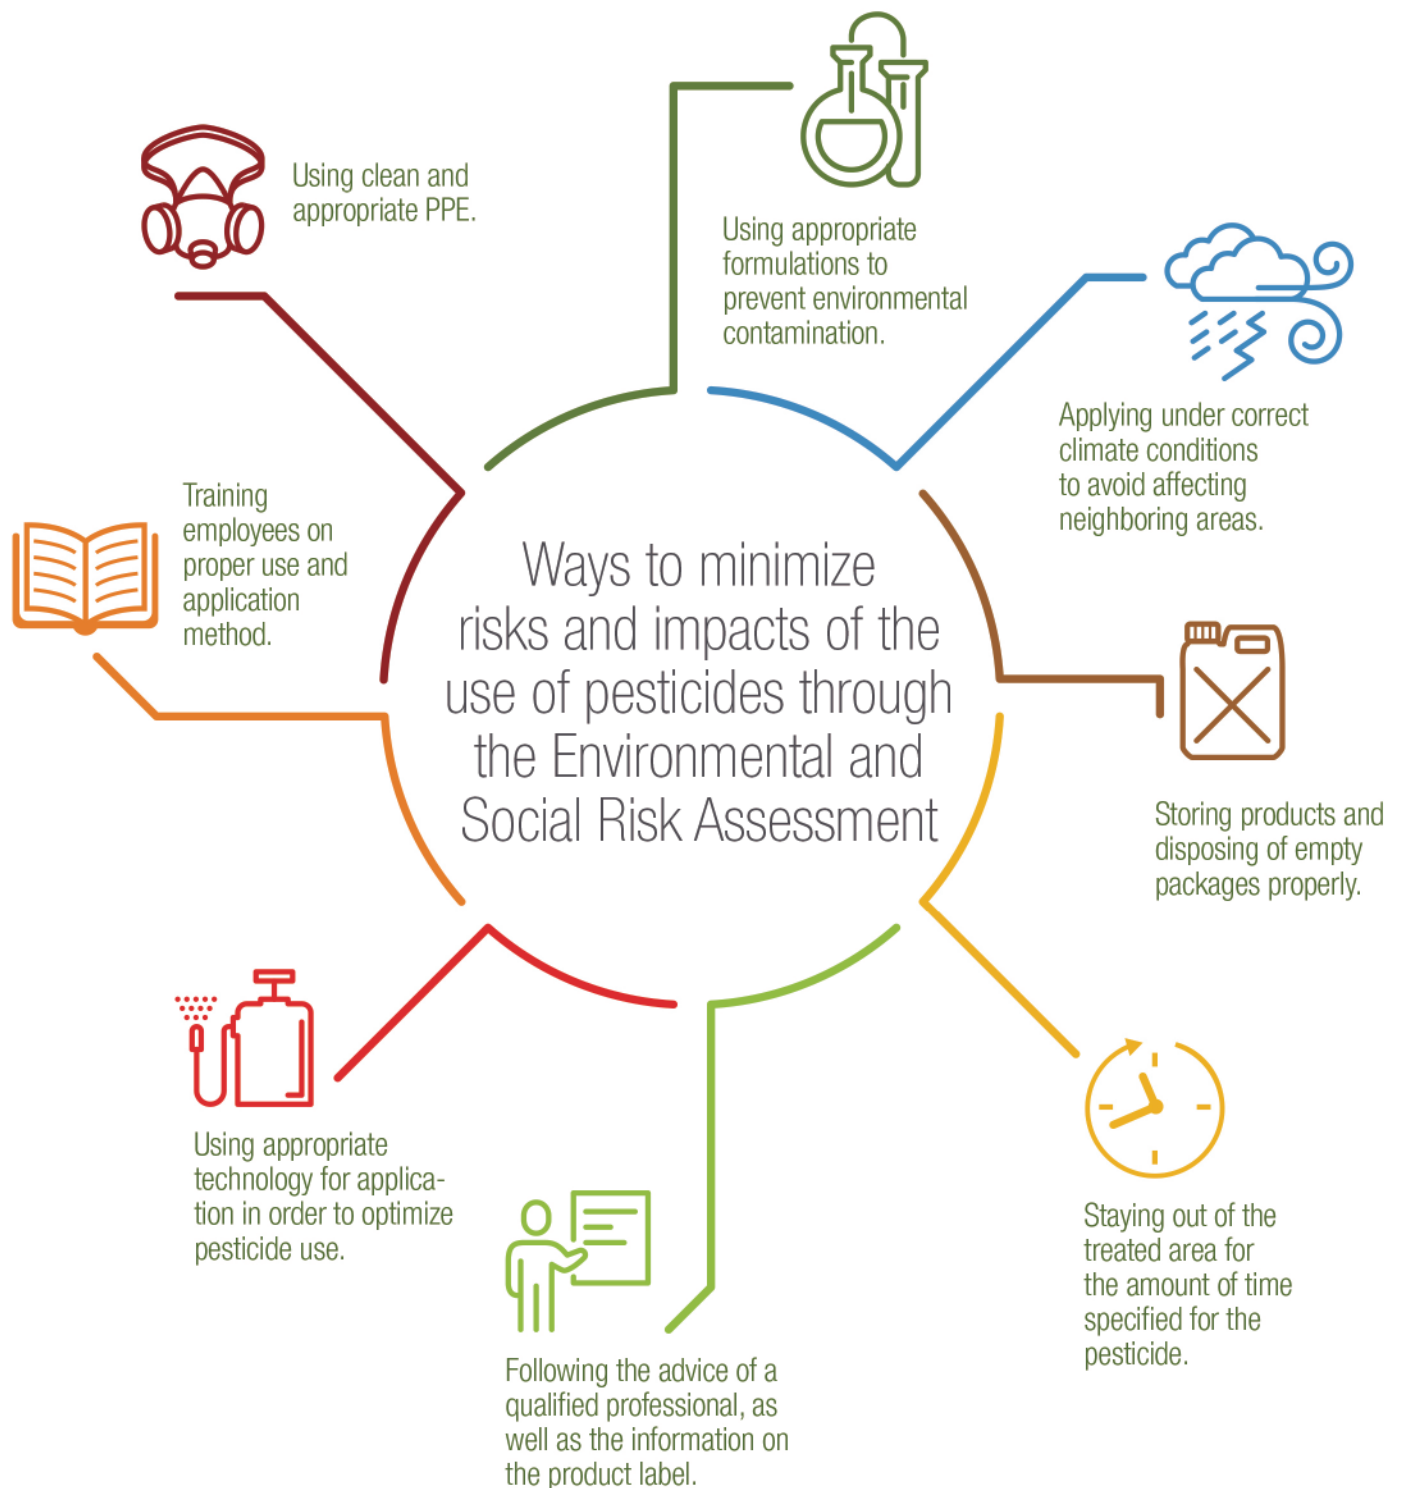 Using clean and
appropriate PPE.
Using appropriate
formulations to
prevent environmental
contamination.
Applying under correct
climate conditions
to avoid affecting
neighboring areas.
Training
employees on
proper use and
application
method.
Ways to minimize
risks and impacts of the
use of pesticides through
the Environmental and
Social Risk Assessment
Storing products and
disposing of empty
packages properly.
Using appropriate
technology for applica-
tion in order to optimize
pesticide use.
Staying out of the
treated area for
the amount of time
specified for the
pesticide.
Following the advice of a
qualified professional, as
well as the information on
the product label.